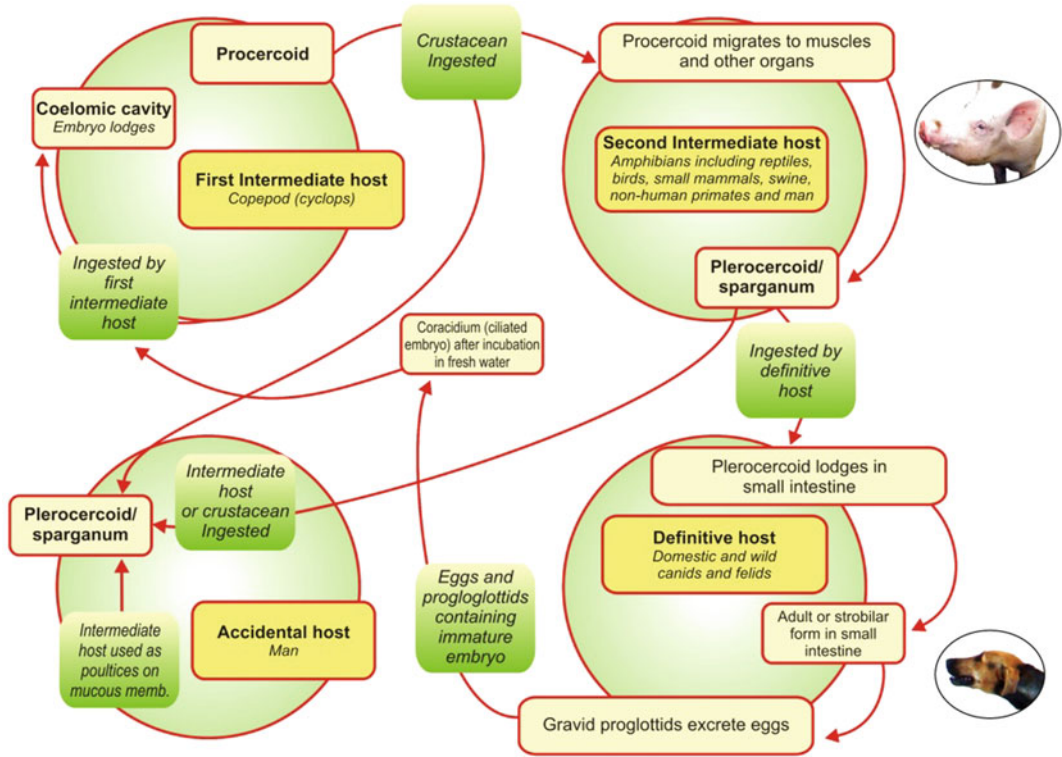 Procercoid
Crustacean
Ingested
Procercoid migrates to muscles
and other organs
Coelomic cavity
Embryo lodges
First Intermediate host
Copepod (cyclops)
Second Intermediate host
Amphibians including reptiles,
birds, small mammals, swine,
non-human primates and man
Ingested by
first
intermediate
host
Plerocercoid/
sparganum
Coracidium (ciliated
embryo) after incubation
in fresh water
Ingested by
definitive
host
Plerocercoid/
sparganum
Intermediate
host
or crustacean
Ingested
Plerocercoid lodges in
small intestine
Definitive host
Domestic and wild
canids and felids
Eggs and
progloglottids
containing
immature
embryo
Adult or strobilar
form in small
intestine
Intermediate
host used as
poultices on
mucous memb.
Accidental host
Man
Gravid proglottids excrete eggs